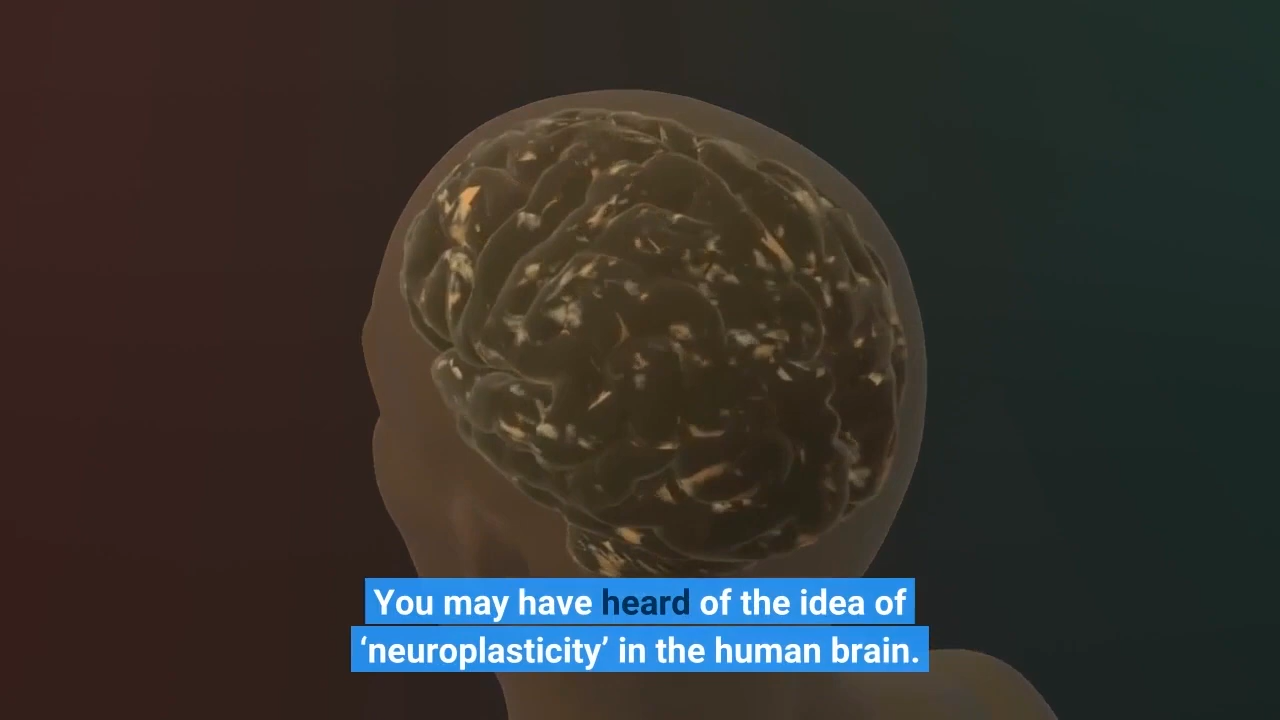 You may have heard of the idea of
‘neuroplasticity’ in the human brain.